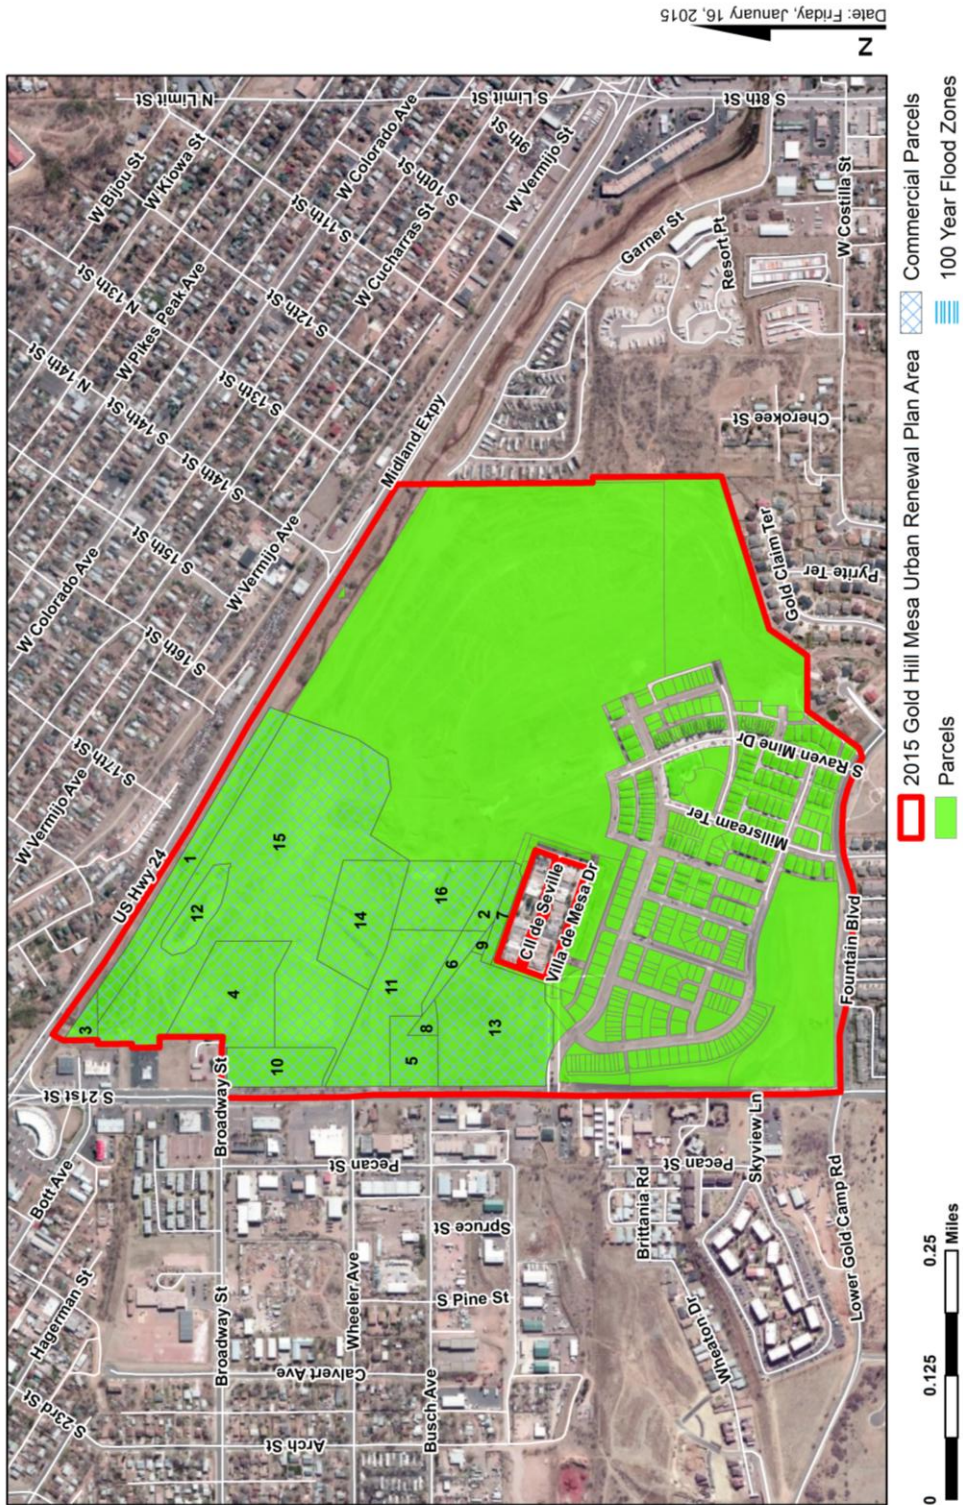 Date: Friday, January 16, 2015
N
N Limit St
S Limit St
S 8th St
W Bijou St
W Kiowa St
W Colorado Ave
9th St
S 10th St
W Vermijo St
S 11th St
W Cucharras St
N 13th St
W Pikes Peak Ave
S 12th St
N 14th St
S 13th St
S 14th St
S 14th St
Midland Expy
Garner St
Resort Pt
W Costilla St
Cherokee St
W Colorado Ave
S 15th St
W Vermijo Ave
S 16th St
S 17th St
W Vermijo Ave
US Hwy 24
Gold Claim Ter
Pyrite Ter
S Raven Mine Dr
Millsream Ter
Cll de Seville
Villa de Mesa Dr
Fountain Blvd
1
2
3
4
5
6
7
8
9
10
11
12
13
14
15
16
S 21st St
Broadway St
Bott Ave
Pecan St
Pecan St
Skyview Ln
Brittania Rd
Spruce St
S Pine St
Wheeler Ave
Hagerman St
Broadway St
Calvert Ave
Busch Ave
S 23rd St
Arch St
Wheaton Dr
Lower Gold Camp Rd
2015 Gold Hill Mesa Urban Renewal Plan Area
Commercial Parcels
Parcels
100 Year Flood Zones
0
0.125
0.25
Miles